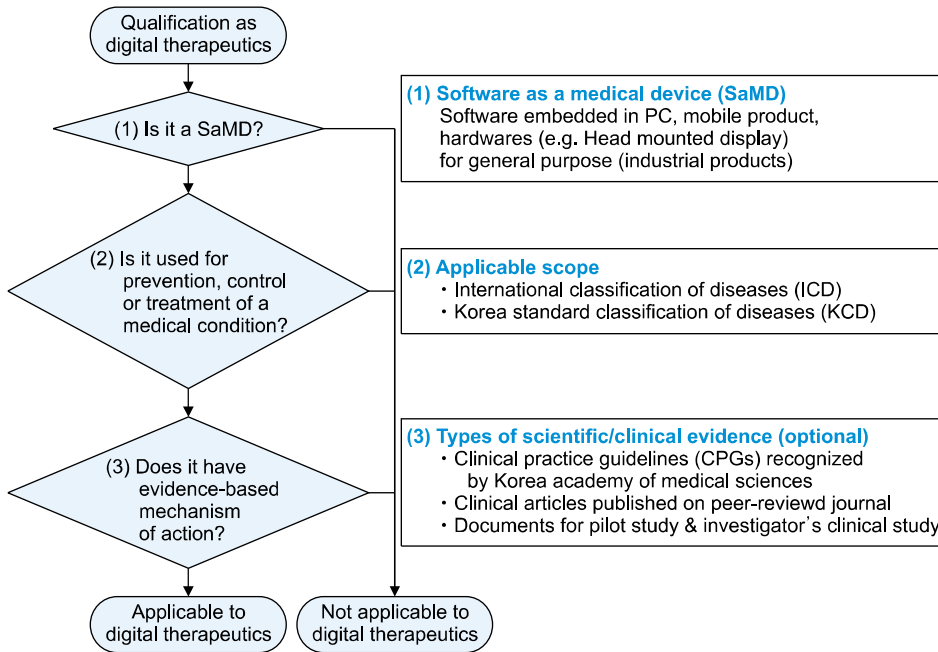 Qualification as
digital therapeutics
(1) Is it a SaMD?
(1) Software as a medical device (SaMD)
Software embedded in PC, mobile product,
hardwares (e.g. Head mounted display)
for general purpose (industrial products)
(2) Is it used for
prevention, control
or treatment of a
medical condition?
(2) Applicable scope
· International classification of diseases (ICD)
· Korea standard classification of diseases (KCD)
(3) Does it have
evidence-based
mechanism
of action?
(3) Types of scientific/clinical evidence (optional)
· Clinical practice guidelines (CPGs) recognized
by Korea academy of medical sciences
· Clinical articles published on peer-reviewd journal
· Documents for pilot study & investigator's clinical study
Applicable to
digital therapeutics
Not applicable to
digital therapeutics